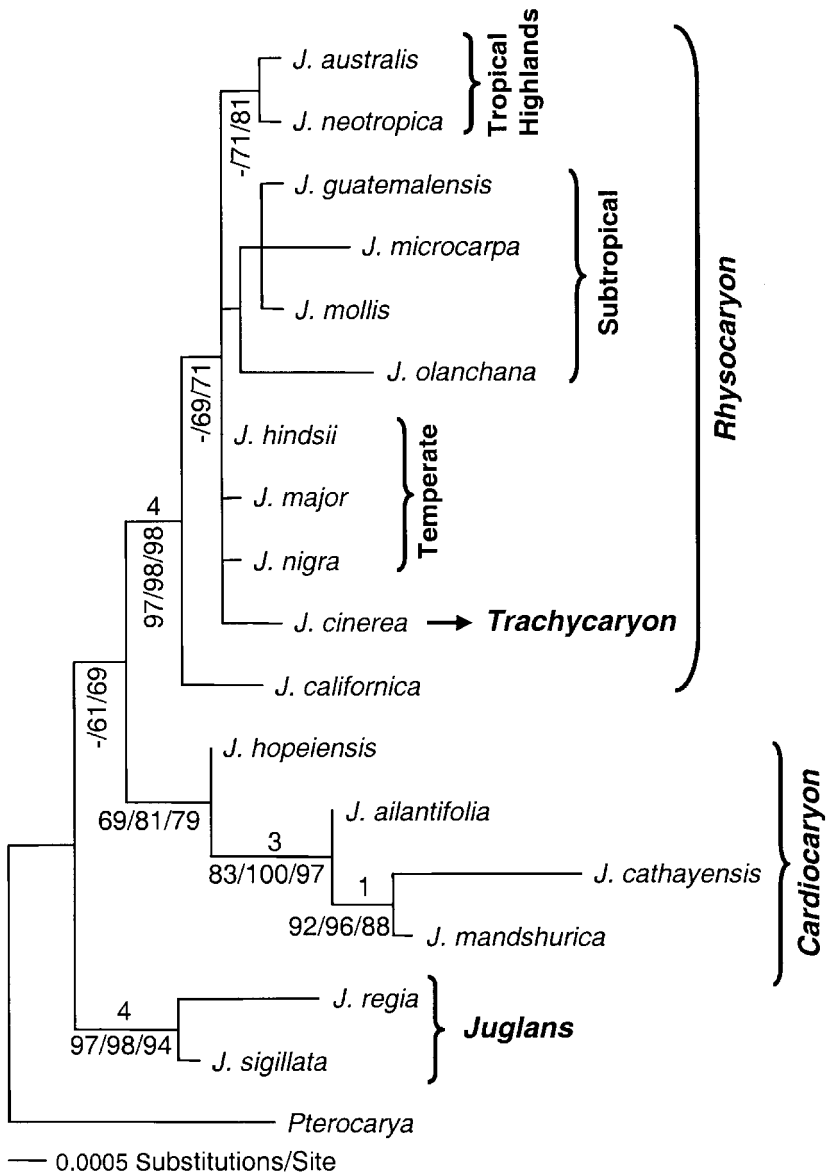 J. australis
J. neotropica
Tropical
Highlands
-/71/81
J. guatemalensis
J. microcarpa
J. mollis
J. olanchana
Subtropical
-/69/71
J. hindsii
J. major
J. nigra
Temperate
J. cinerea
Trachycaryon
Rhysocaryon
4
97/98/98
J. californica
-/61/69
J. hopeiensis
69/81/79
J. ailantifolia
3
83/100/97
1
92/96/88
J. cathayensis
J. mandshurica
Cardiocaryon
4
97/98/94
J. regia
J. sigillata
Juglans
Pterocarya
0.0005 Substitutions/Site